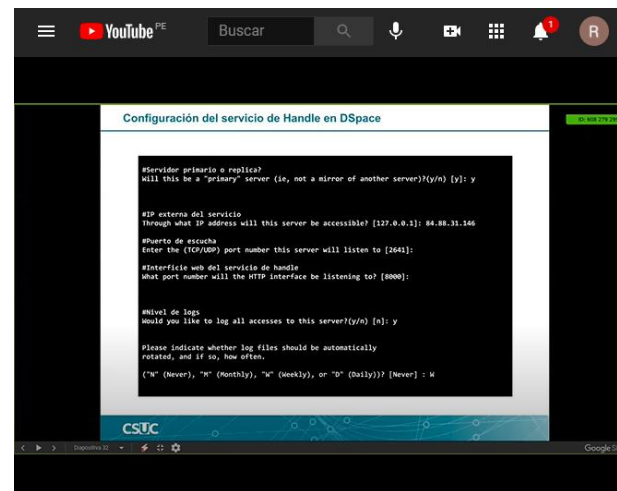 YouTube PE
Buscar
1
R
Configuración del servicio de Handle en DSpace
#Servidor primario o replica?
Will this be a "primary" server (ie, not a mirror of another server)?(y/n) [y]: y
#IP externa del servicio
Through what IP address will this server be accessible? [127.0.0.1]: 84.88.31.146
#Puerto de escucha
Enter the (TCP/UDP) port number this server will listen to [2641]:
#Interficie web del servicio de handle
What port number will the HTTP interface be listening to? [8000]:
#Nivel de logs
Would you like to log all accesses to this server?(y/n) [n]: y
Please indicate whether log files should be automatically
rotated, and if so, how often.
("N" (Never), "M" (Monthly), "W" (Weekly), or "D" (Daily))? [Never] : W
CSUC
Diapositiva 32
Google